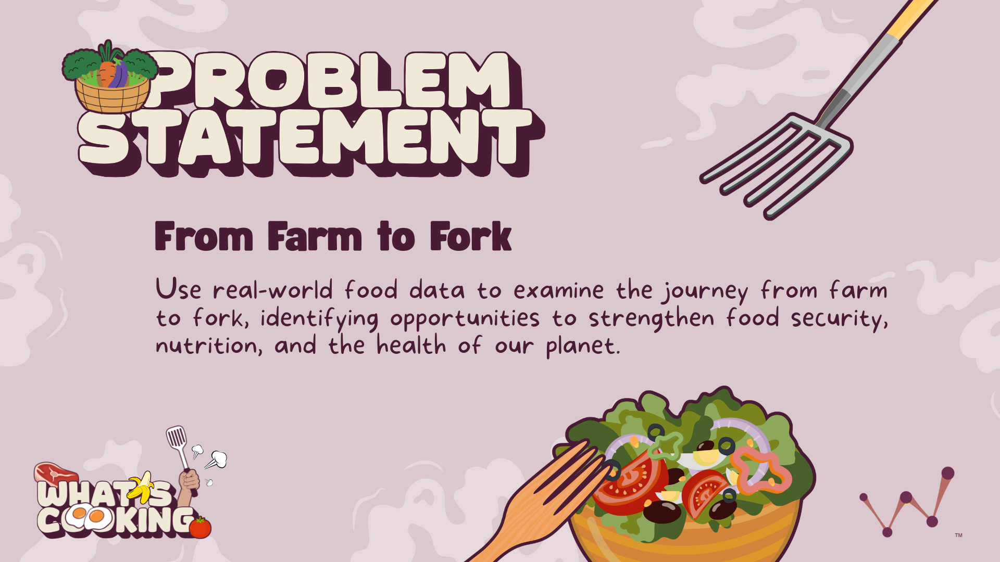 PROBLEM
STATEMENT
From Farm to Fork
Use real-world food data to examine the journey from farm
to fork, identifying opportunities to strengthen food security,
nutrition, and the health of our planet.
WHAT'S
COOKING
TM